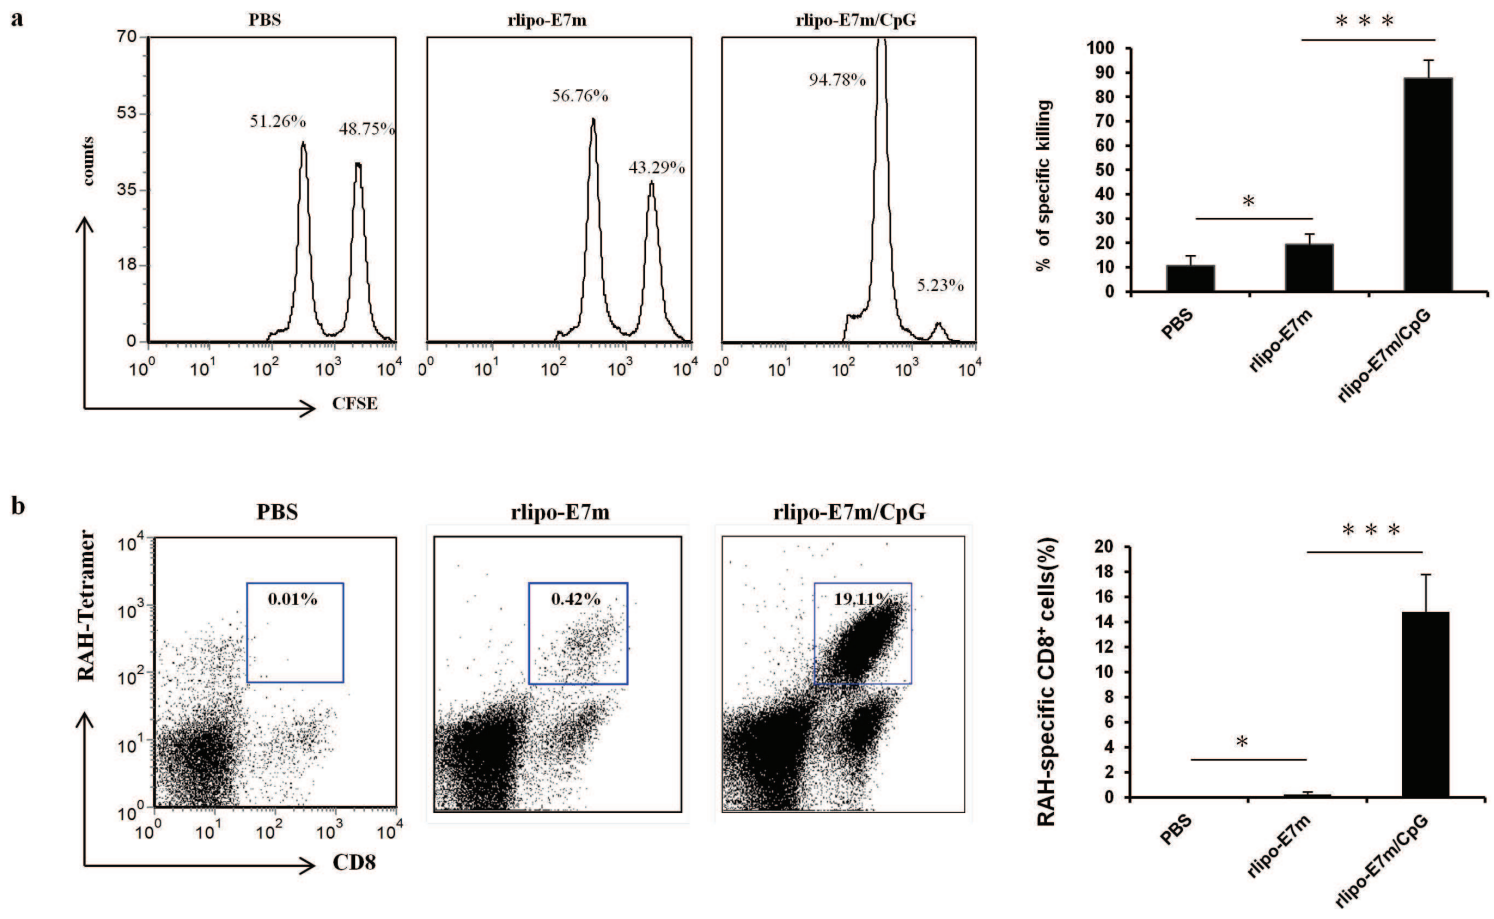 a
PBS
rlipo-E7m
rlipo-E7m/CpG
70
53
35
18
0
counts
51.26%
48.75%
56.76%
43.29%
94.78%
5.23%
10^0 10^1 10^2 10^3 10^4
0^0 10^1 10^2 10^3 10^4
0^0 10^1 10^2 10^3 10^4
CFSE
% of specific killing
100
90
80
70
60
50
40
30
20
10
0
*
* * *
PBS
rlipo-E7m
rlipo-E7m/CpG
b
PBS
rlipo-E7m
rlipo-E7m/CpG
RAH-Tetramer
10^4
10^3
10^2
10^1
10^0
0.01%
0.42%
19.11%
10^0 10^1 10^2 10^3 10^4
CD8
RAH-specific CD8⁺ cells(%)
20
18
16
14
12
10
8
6
4
2
0
*
* * *
PBS
rlipo-E7m
rlipo-E7m/CpG